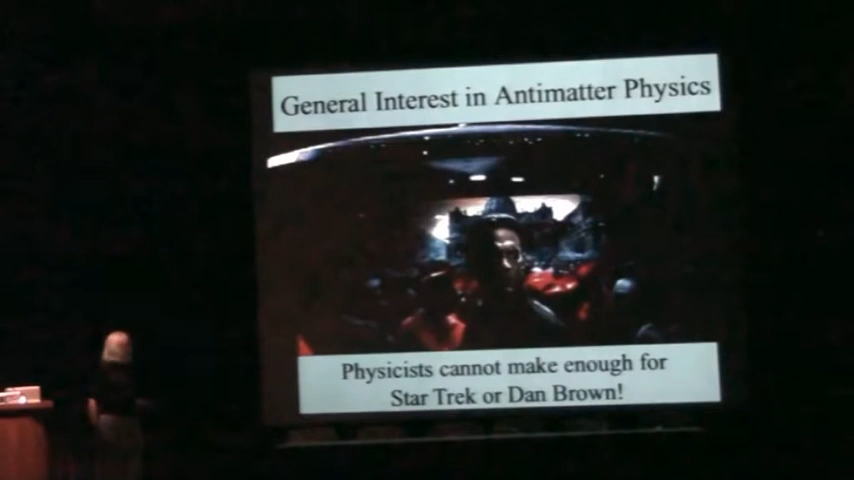 General Interest in Antimatter Physics
Physicists cannot make enough for
Star Trek or Dan Brown!